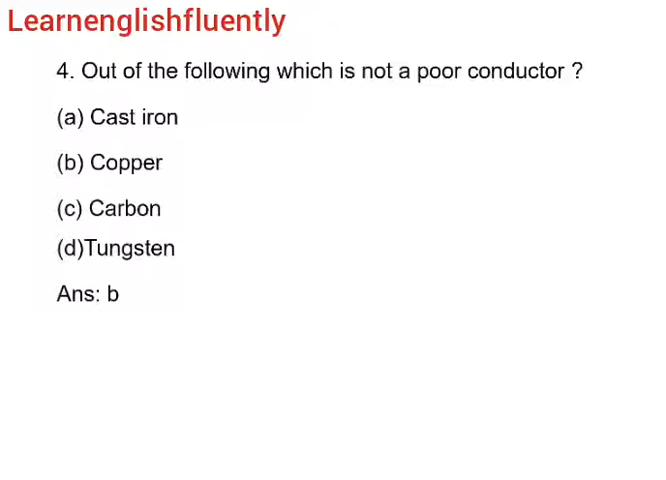 Learnenglishfluently
4. Out of the following which is not a poor conductor ?
(a) Cast iron
(b) Copper
(c) Carbon
(d)Tungsten
Ans: b